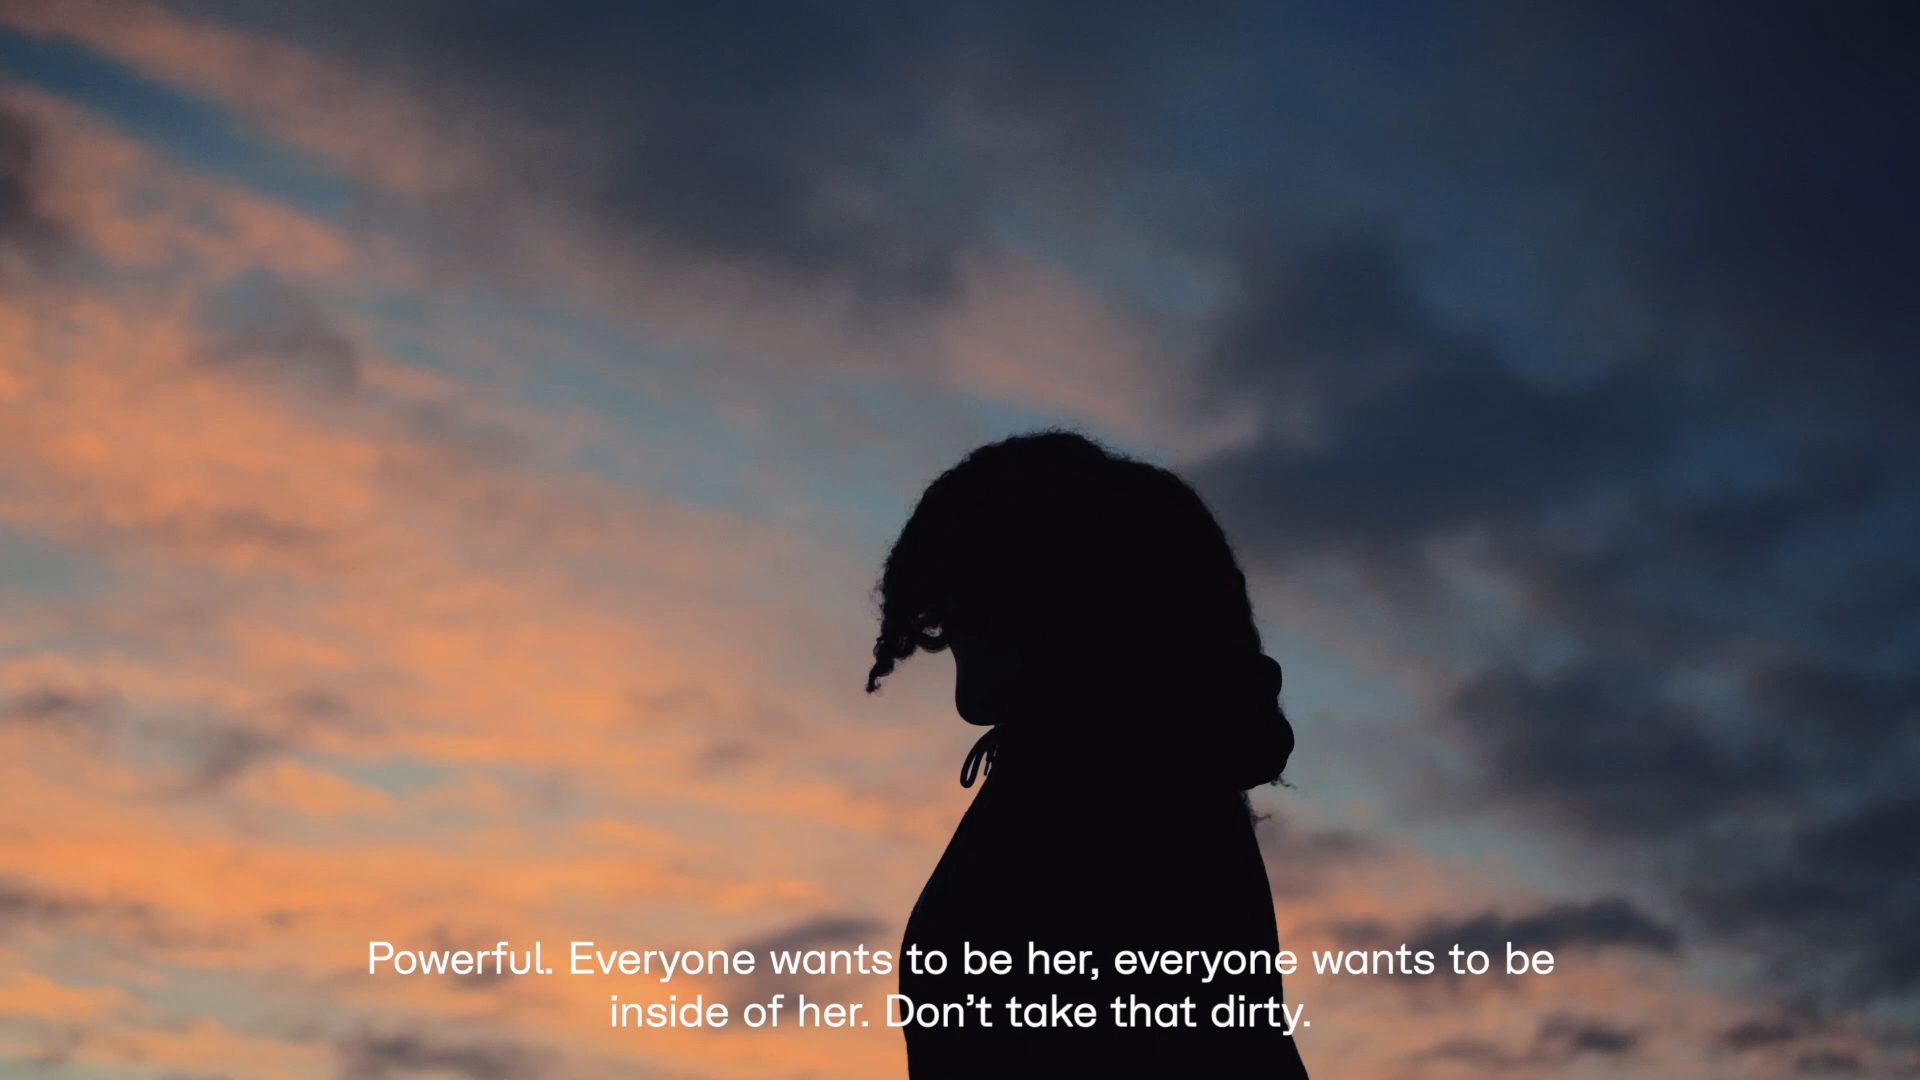 Powerful. Everyone wants to be her, everyone wants to be
inside of her. Don’t take that dirty.